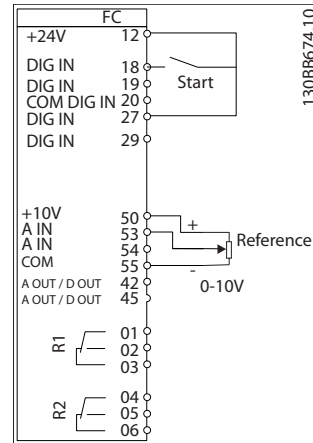 FC
+24V 12
DIG IN 18
DIG IN 19
COM DIG IN 20
DIG IN 27
DIG IN 29
Start
+10V 50
A IN 53
A IN 54
COM 55
A OUT / D OUT 42
A OUT / D OUT 45
+
-
Reference
0-10V
R1
01
02
03
R2
04
05
06
130BB674.10